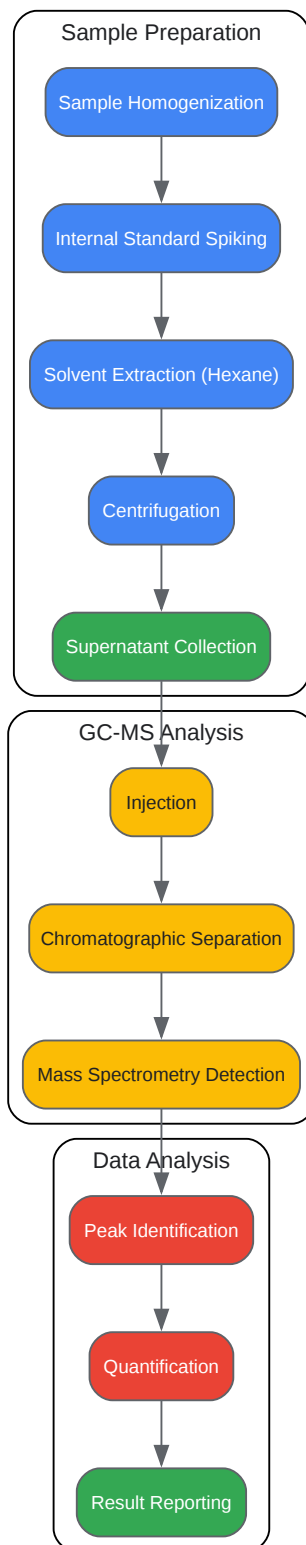 Sample Preparation
Sample Homogenization
Internal Standard Spiking
Solvent Extraction (Hexane)
Centrifugation
Supernatant Collection
GC-MS Analysis
Injection
Chromatographic Separation
Mass Spectrometry Detection
Data Analysis
Peak Identification
Quantification
Result Reporting